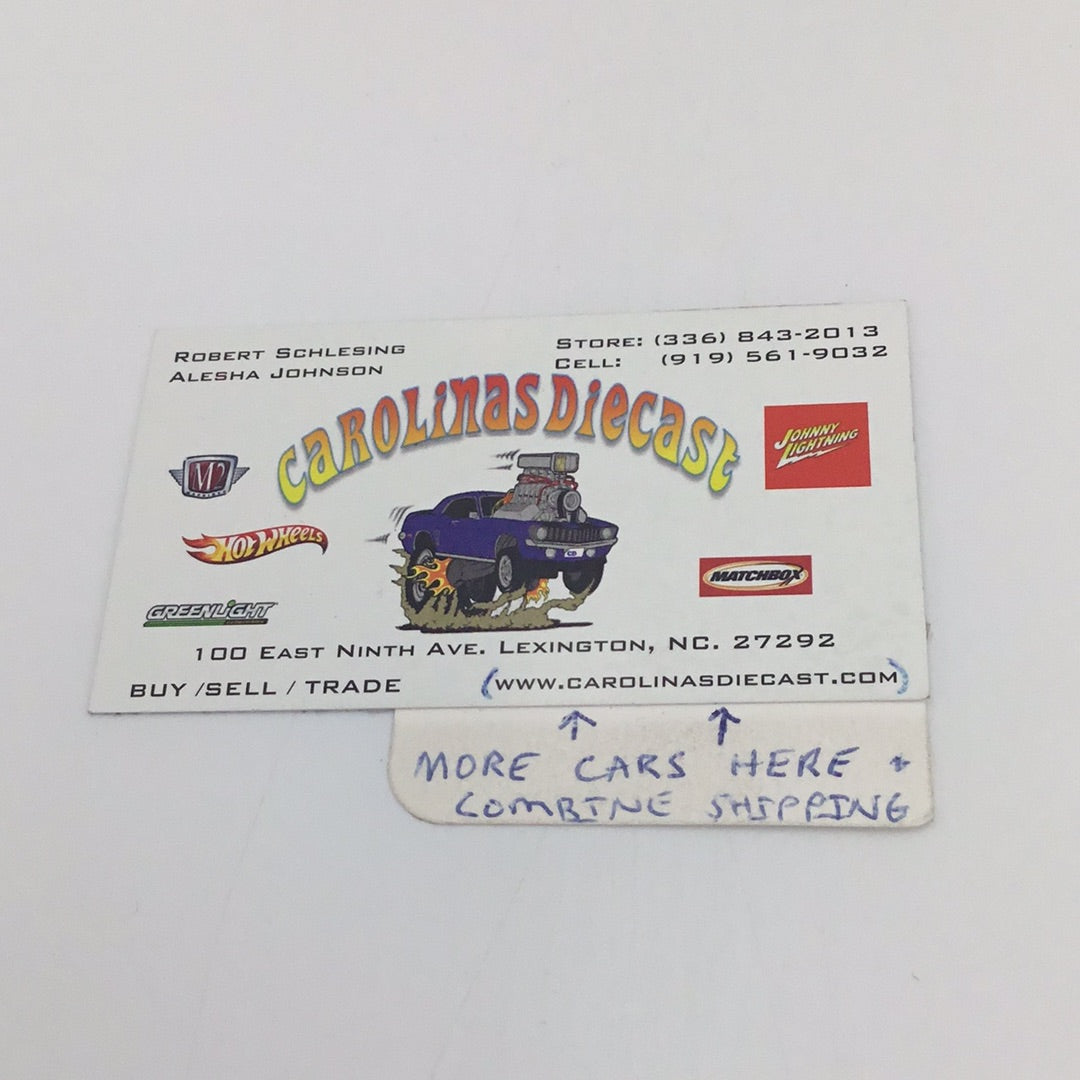 ROBERT SCHLESING
ALESHA JOHNSON
STORE: (336) 843-2013
CELL: (919) 561-9032
CAROLINAS DIECAST
M2
JOHNNY LIGHTNING
HOT WHEELS
MATCHBOX
GREENLIGHT
CD
100 EAST NINTH AVE. LEXINGTON, NC. 27292
BUY /SELL / TRADE
(WWW.CAROLINASDIECAST.COM)
↑ ↑
MORE CARS HERE +
COMBINE SHIPPING